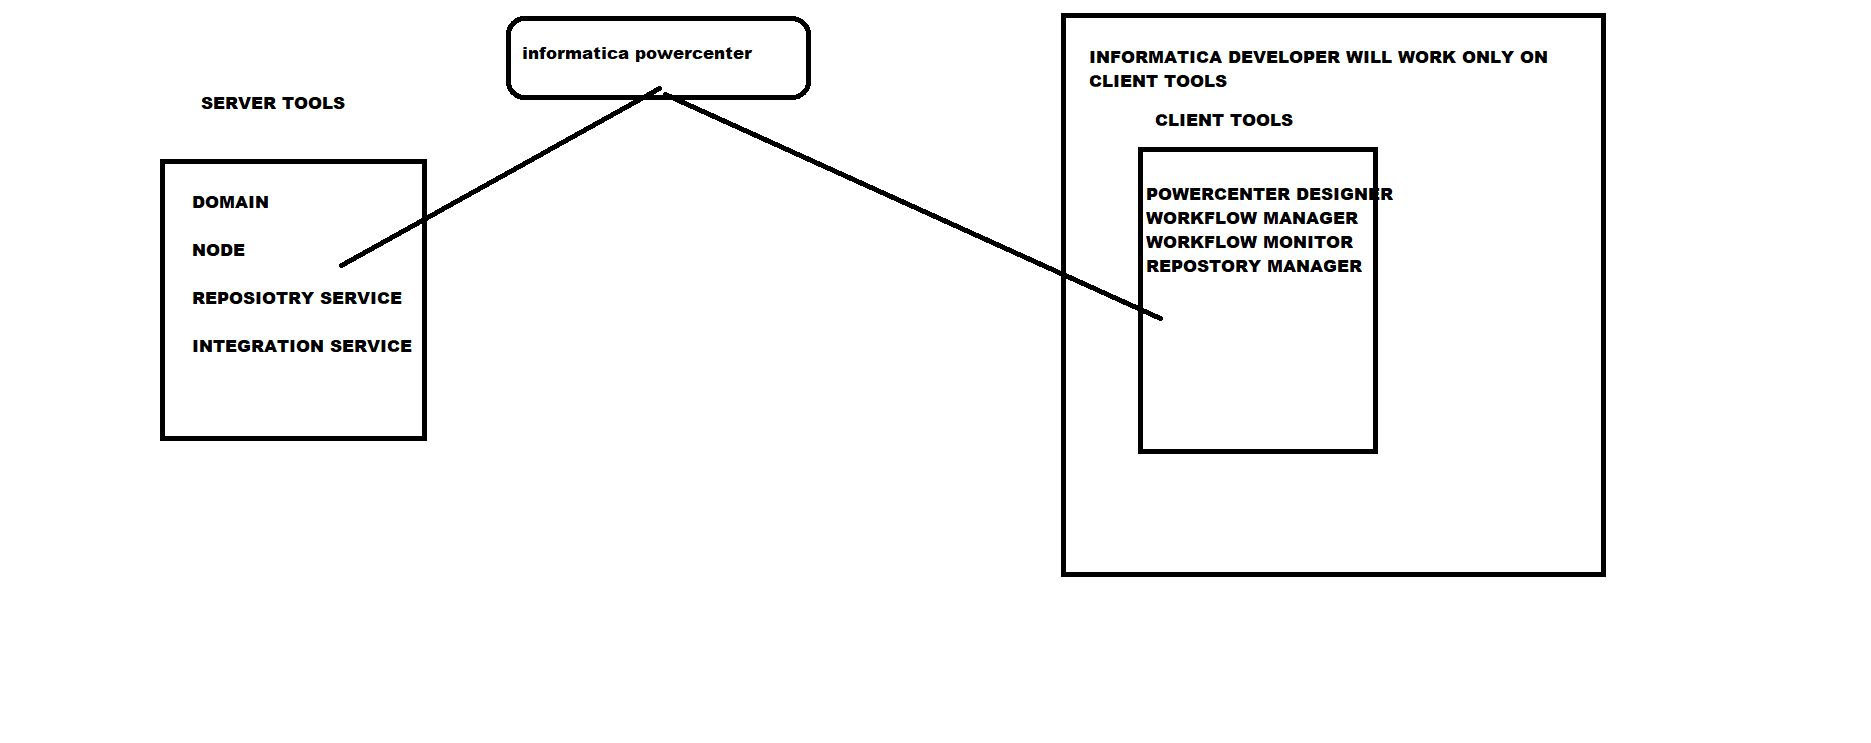 informatica powercenter
SERVER TOOLS
DOMAIN
NODE
REPOSIOTRY SERVICE
INTEGRATION SERVICE
INFORMATICA DEVELOPER WILL WORK ONLY ON
CLIENT TOOLS
CLIENT TOOLS
POWERCENTER DESIGNER
WORKFLOW MANAGER
WORKFLOW MONITOR
REPOSTORY MANAGER